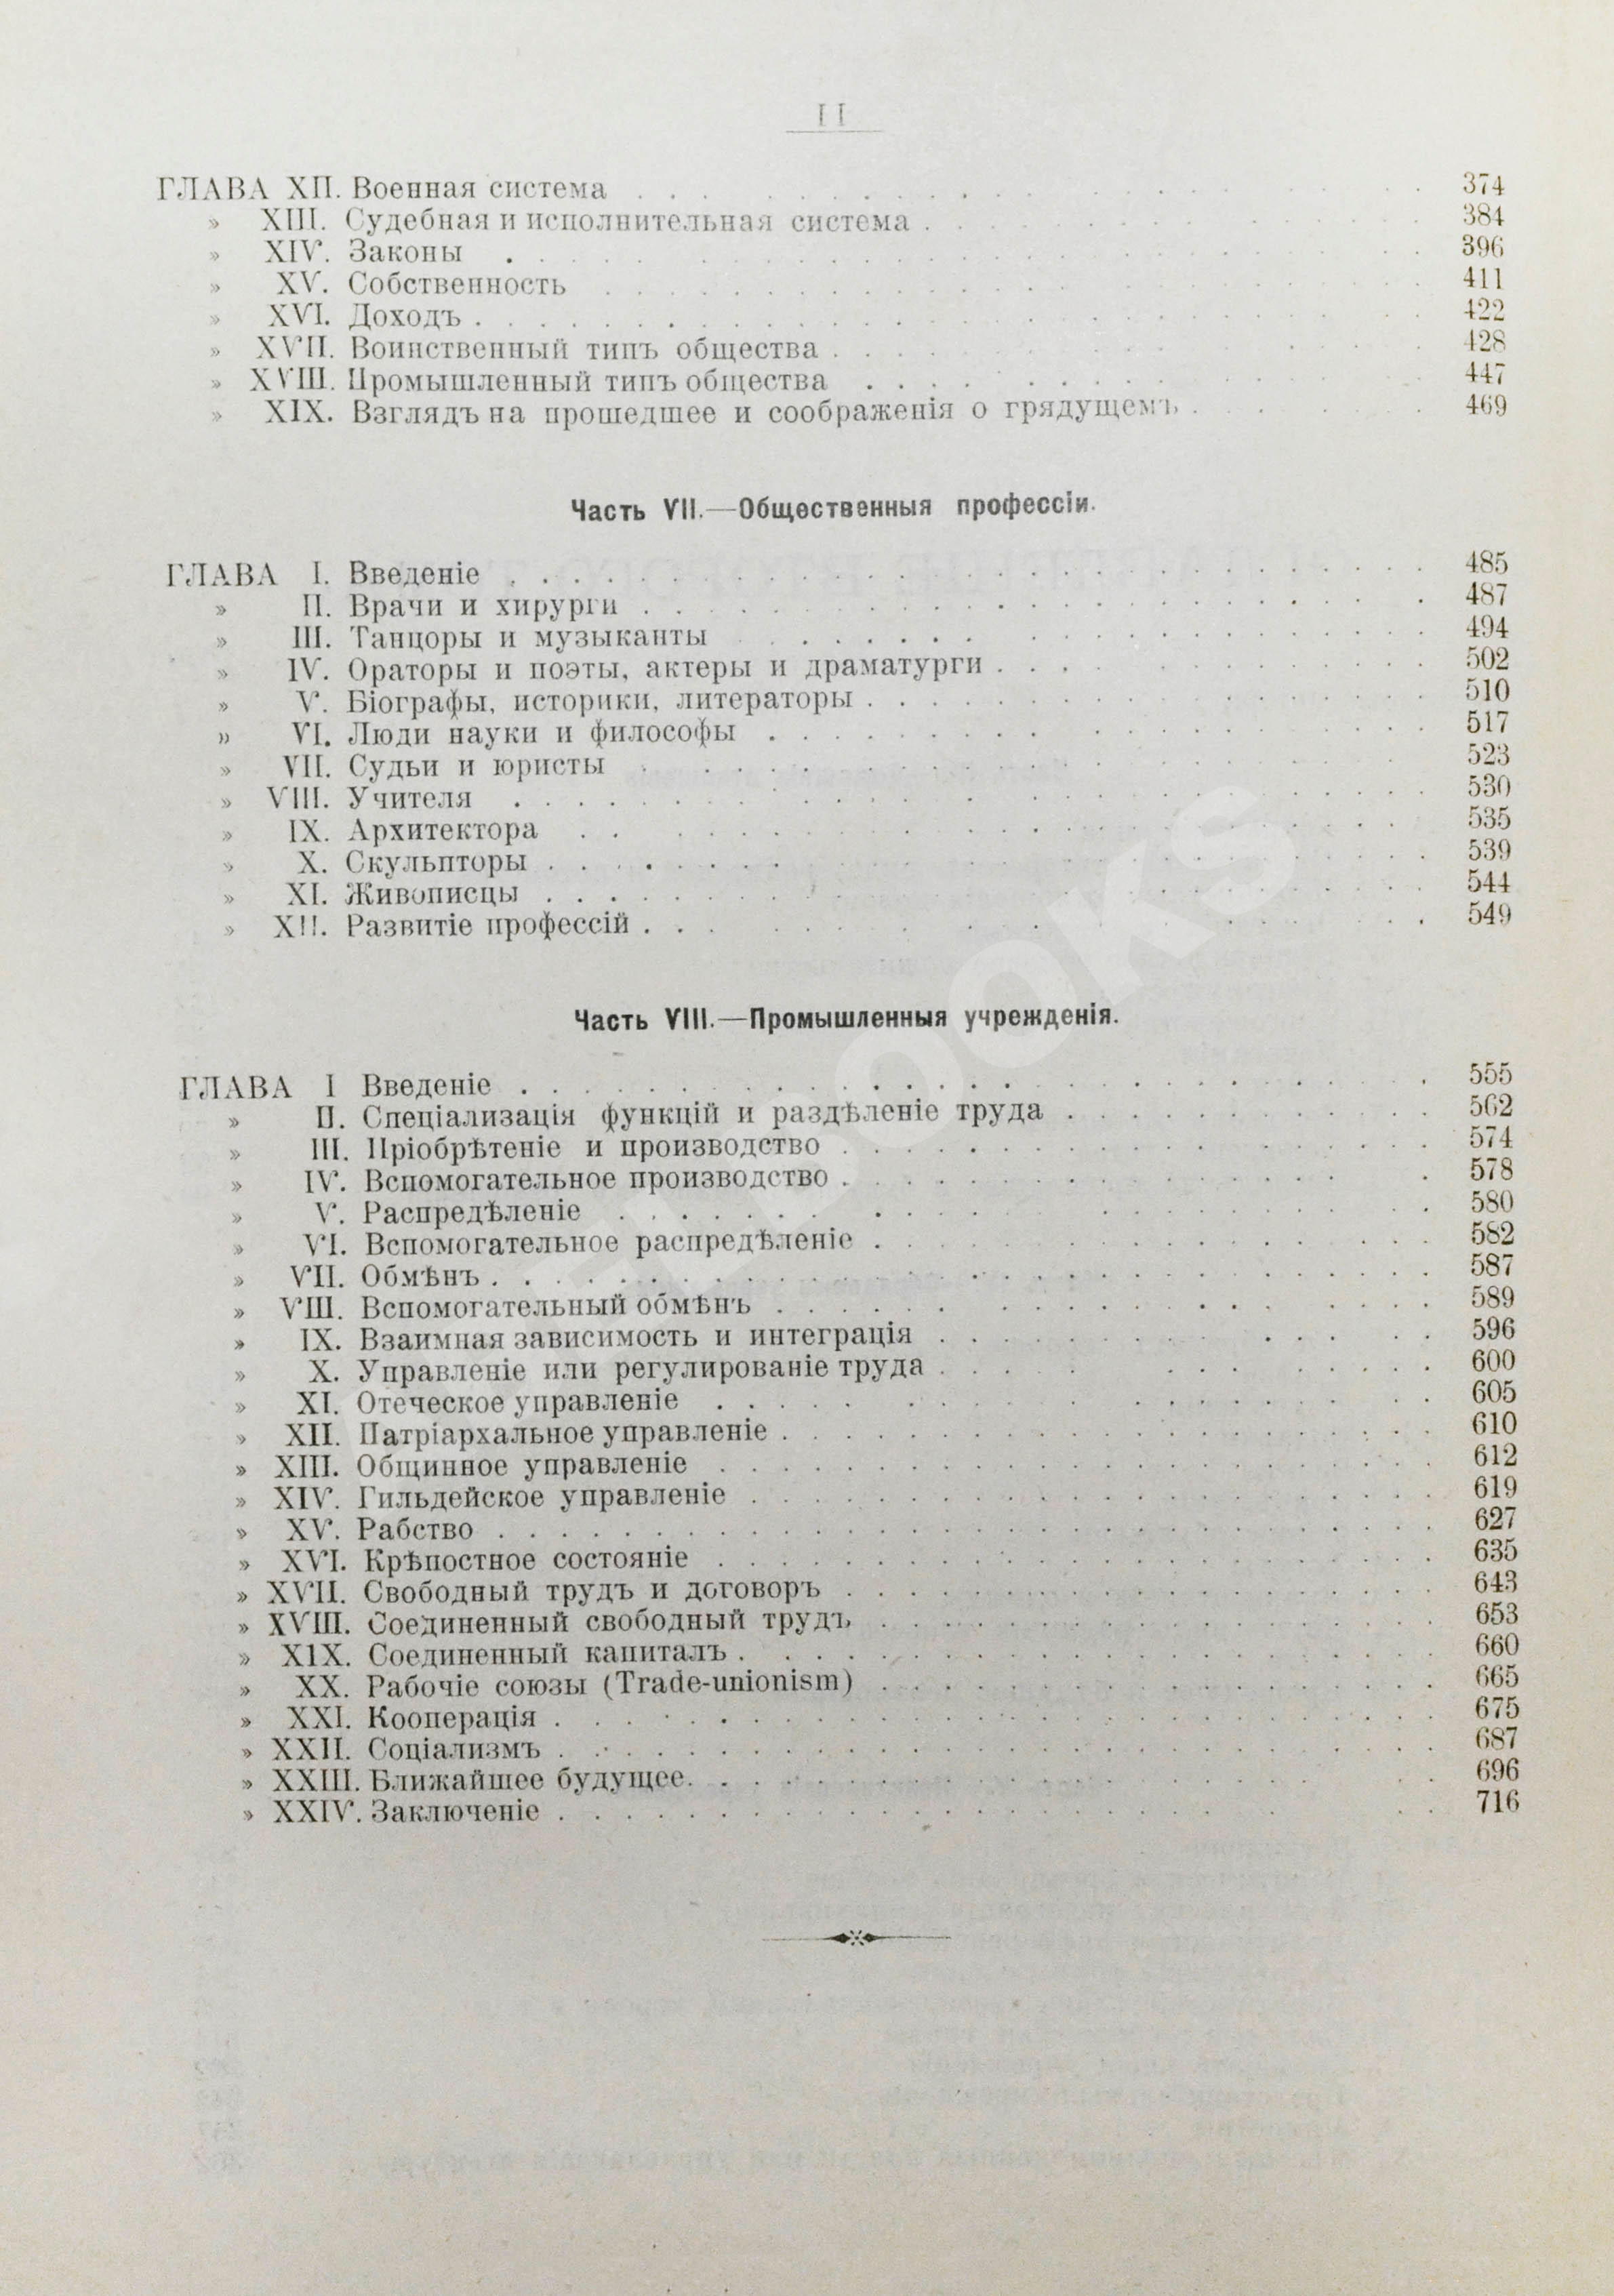 II
ГЛАВА XII. Военная система . . . 374
» XIII. Судебная и исполнительная система . . . 384
» XIV. Законы . . . 396
» XV. Собственность . . . 411
» XVI. Доходъ . . . 422
» XVII. Воинственный типъ общества . . . 428
» XVIII. Промышленный типъ общества . . . 447
» XIX. Взглядъ на прошедшее и соображенія о грядущемъ . . . 469
Часть VII.—Общественныя профессіи.
ГЛАВА I. Введеніе . . . 485
» II. Врачи и хирурги . . . 487
» III. Танцоры и музыканты . . . 494
» IV. Ораторы и поэты, актеры и драматурги . . . 502
» V. Біографы, историки, литераторы . . . 510
» VI. Люди науки и философы . . . 517
» VII. Судьи и юристы . . . 523
» VIII. Учителя . . . 530
» IX. Архитектора . . . 535
» X. Скульпторы . . . 539
» XI. Живописцы . . . 544
» XII. Развитіе профессій . . . 549
Часть VIII.—Промышленныя учрежденія.
ГЛАВА I Введеніе . . . 555
» II. Спеціализація функцій и раздѣленіе труда . . . 562
» III. Пріобрѣтеніе и производство . . . 574
» IV. Вспомогательное производство . . . 578
» V. Распредѣленіе . . . 580
» VI. Вспомогательное распредѣленіе . . . 582
» VII. Обмѣнъ . . . 587
» VIII. Вспомогательный обмѣнъ . . . 589
» IX. Взаимная зависимость и интеграція . . . 596
» X. Управленіе или регулированіе труда . . . 600
» XI. Отеческое управленіе . . . 605
» XII. Патріархальное управленіе . . . 610
» XIII. Общинное управленіе . . . 612
» XIV. Гильдейское управленіе . . . 619
» XV. Рабство . . . 627
» XVI. Крѣпостное состояніе . . . 635
» XVII. Свободный трудъ и договоръ . . . 643
» XVIII. Соединенный свободный трудъ . . . 653
» XIX. Соединенный капиталъ . . . 660
» XX. Рабочіе союзы (Trade-unionism) . . . 665
» XXI. Кооперація . . . 675
» XXII. Соціализмъ . . . 687
» XXIII. Ближайшее будущее . . . 696
» XXIV. Заключеніе . . . 716